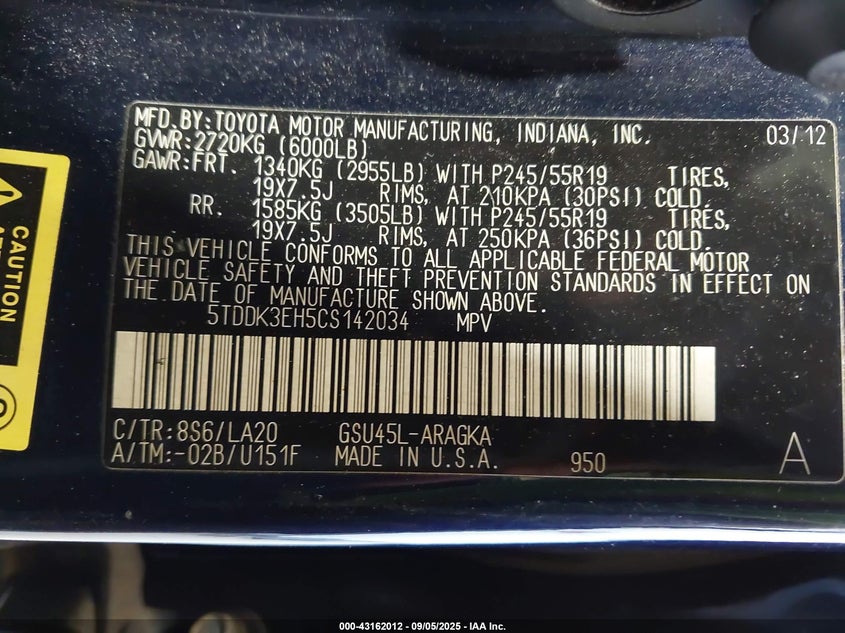 MFD.BY:TOYOTA MOTOR MANUFACTURING, INDIANA, INC. 03/12
GVWR:2720KG (6000LB)
GAWR:FRT. 1340KG (2955LB) WITH P245/55R19 TIRES,
19X7.5J RIMS, AT 210KPA (30PSI) COLD.
RR. 1585KG (3505LB) WITH P245/55R19 TIRES,
19X7.5J RIMS, AT 250KPA (36PSI) COLD.
THIS VEHICLE CONFORMS TO ALL APPLICABLE FEDERAL MOTOR
VEHICLE SAFETY AND THEFT PREVENTION STANDARDS IN EFFECT ON
THE DATE OF MANUFACTURE SHOWN ABOVE.
5TDDK3EH5CS142034 MPV
C/TR:8S6/LA20 GSU45L-ARAGKA
A/TM:-02B/U151F MADE IN U.S.A. 950 A
CAUTION
000-43162012 - 09/05/2025 - IAA Inc.